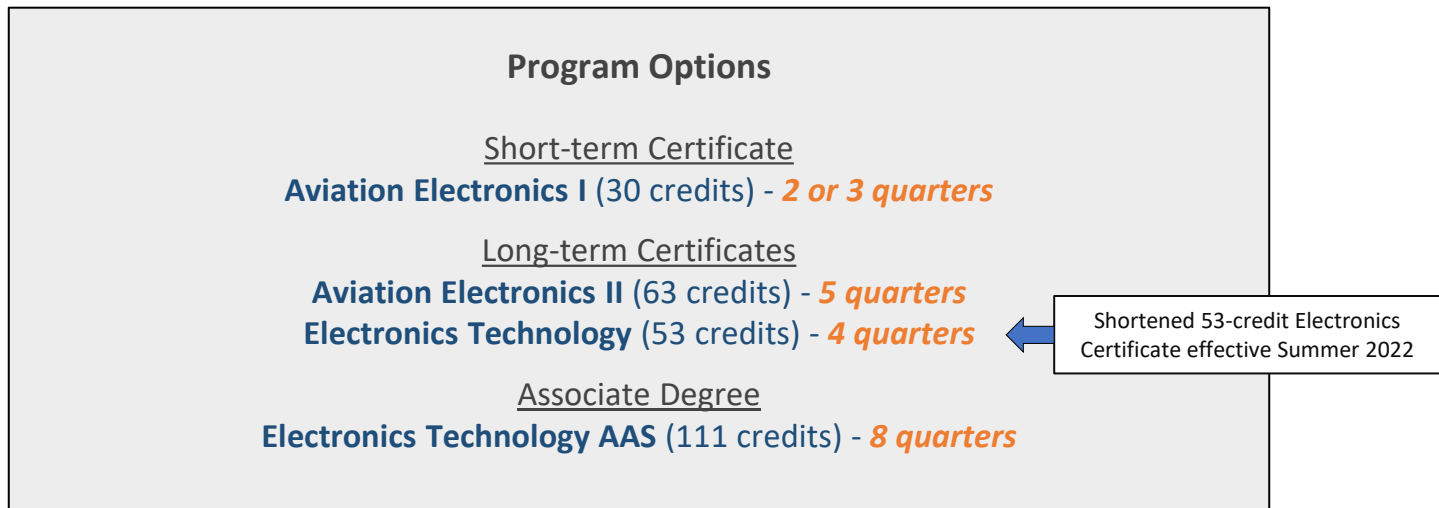 Program Options
Short-term Certificate
Aviation Electronics I (30 credits) - 2 or 3 quarters
Long-term Certificates
Aviation Electronics II (63 credits) - 5 quarters
Electronics Technology (53 credits) - 4 quarters
Shortened 53-credit Electronics
Certificate effective Summer 2022
Associate Degree
Electronics Technology AAS (111 credits) - 8 quarters